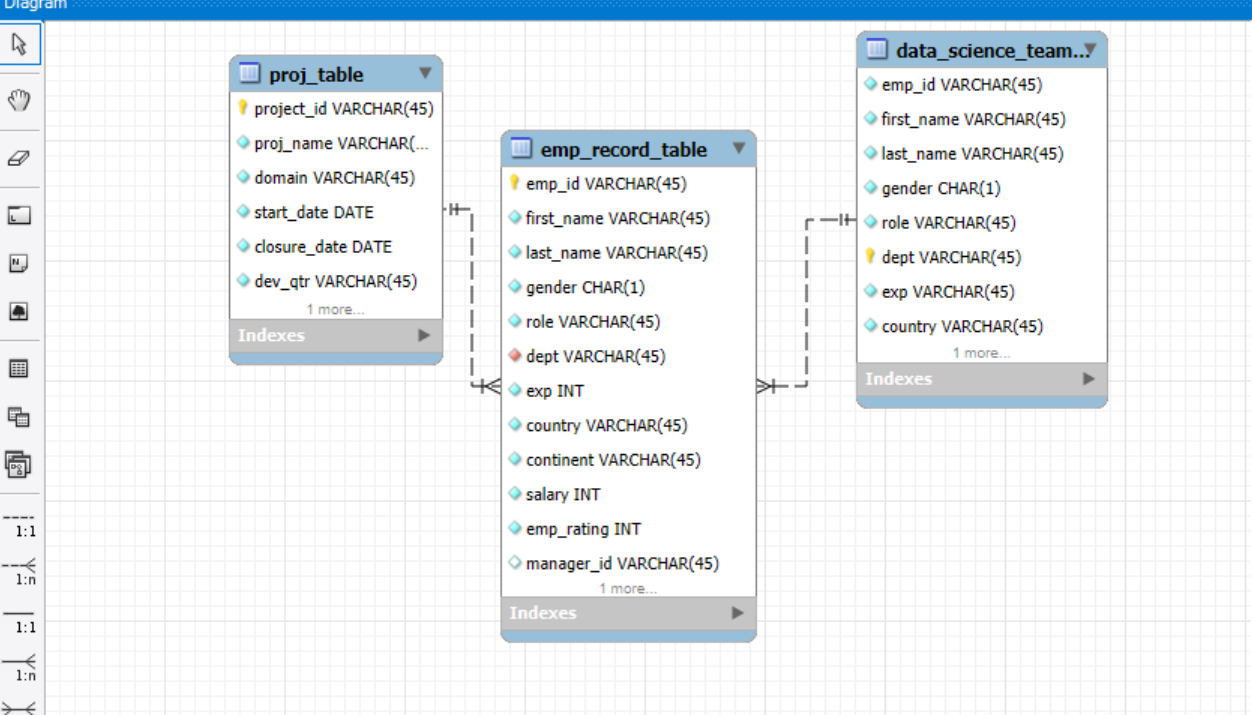 Diagram
proj_table
project_id VARCHAR(45)
proj_name VARCHAR(...
domain VARCHAR(45)
start_date DATE
closure_date DATE
dev_qtr VARCHAR(45)
1 more...
Indexes
emp_record_table
emp_id VARCHAR(45)
first_name VARCHAR(45)
last_name VARCHAR(45)
gender CHAR(1)
role VARCHAR(45)
dept VARCHAR(45)
exp INT
country VARCHAR(45)
continent VARCHAR(45)
salary INT
emp_rating INT
manager_id VARCHAR(45)
1 more...
Indexes
data_science_team...
emp_id VARCHAR(45)
first_name VARCHAR(45)
last_name VARCHAR(45)
gender CHAR(1)
role VARCHAR(45)
dept VARCHAR(45)
exp VARCHAR(45)
country VARCHAR(45)
1 more...
Indexes
1:1
1:n
1:1
1:n